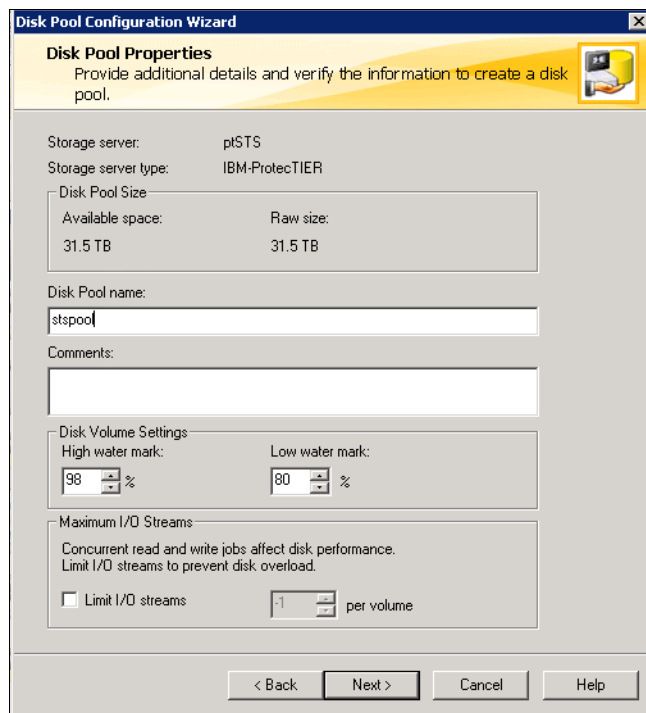 Disk Pool Configuration Wizard
Disk Pool Properties
Provide additional details and verify the information to create a disk
pool.
Storage server: ptSTS
Storage server type: IBM-ProtecTIER
Disk Pool Size
Available space: Raw size:
31.5 TB 31.5 TB
Disk Pool name:
stspool
Comments:
Disk Volume Settings
High water mark: Low water mark:
98 % 80 %
Maximum I/O Streams
Concurrent read and write jobs affect disk performance.
Limit I/O streams to prevent disk overload.
Limit I/O streams -1 per volume
< Back Next > Cancel Help